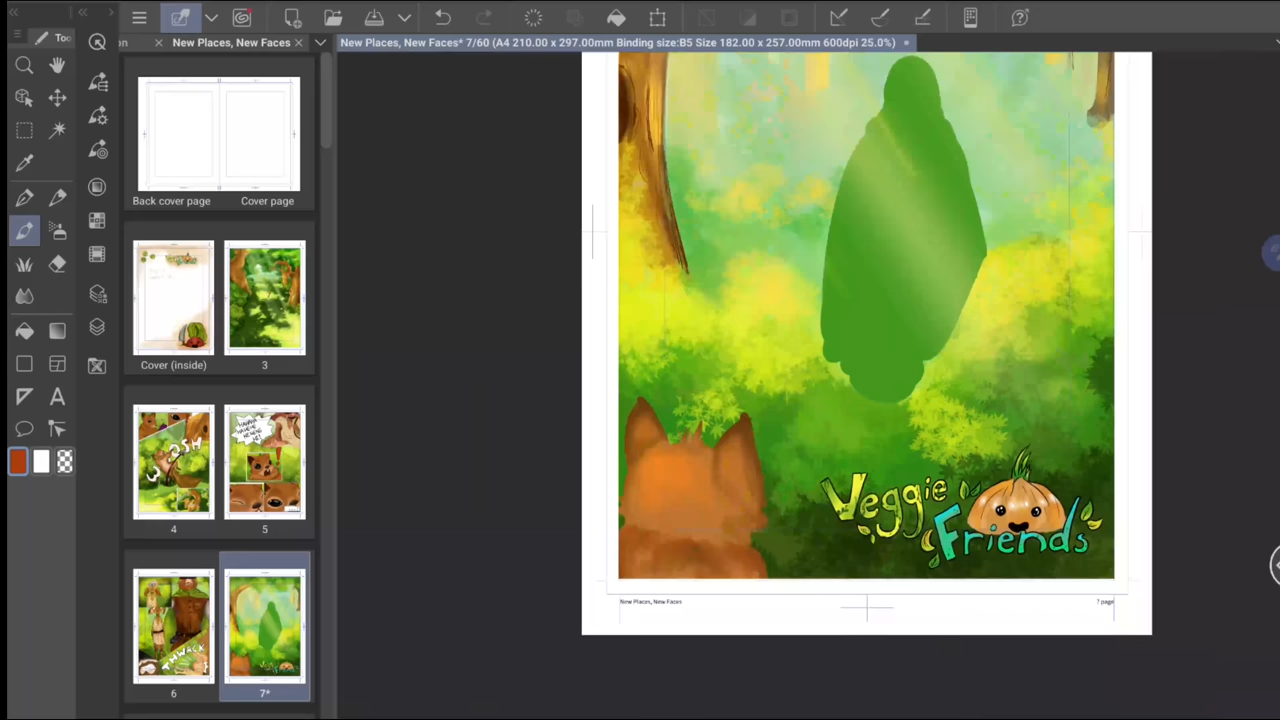 Too
on
New Places, New Faces
New Places, New Faces* 7/60 (A4 210.00 x 297.00mm Binding size:B5 Size 182.00 x 257.00mm 600dpi 25.0%)
Back cover page
Cover page
Cover (inside)
3
4
5
THWACK
6
7*
Veggie
Friends
New Places, New Faces
7 page